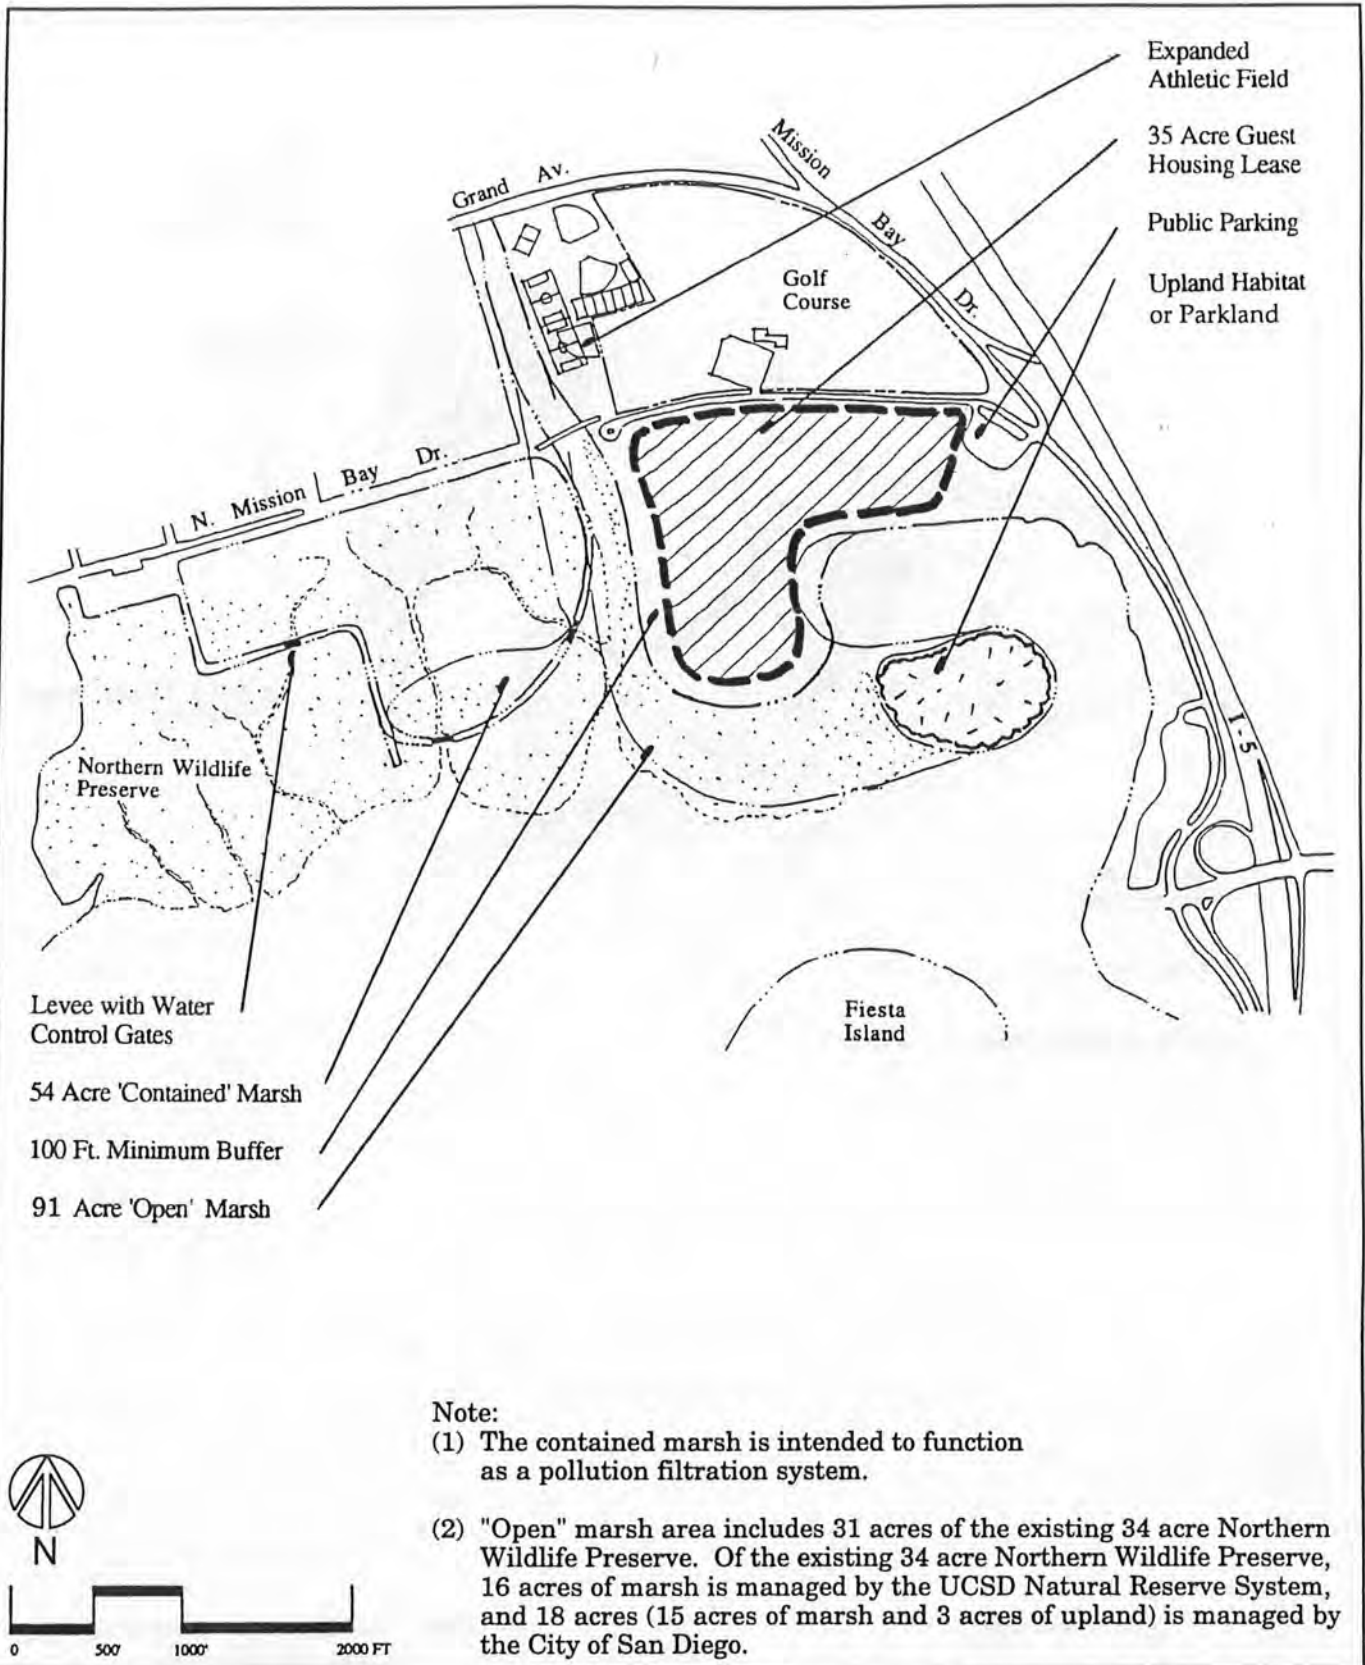 Expanded
Athletic Field
35 Acre Guest
Housing Lease
Public Parking
Upland Habitat
or Parkland
Mission
Bay
Dr.
Grand Av.
Golf
Course
N. Mission Bay Dr.
I-5
Northern Wildlife
Preserve
Levee with Water
Control Gates
54 Acre 'Contained' Marsh
100 Ft. Minimum Buffer
91 Acre 'Open' Marsh
Fiesta
Island
Note:
(1) The contained marsh is intended to function
as a pollution filtration system.
(2) "Open" marsh area includes 31 acres of the existing 34 acre Northern
Wildlife Preserve. Of the existing 34 acre Northern Wildlife Preserve,
16 acres of marsh is managed by the UCSD Natural Reserve System,
and 18 acres (15 acres of marsh and 3 acres of upland) is managed by
the City of San Diego.
N
0 500' 1000' 2000 FT